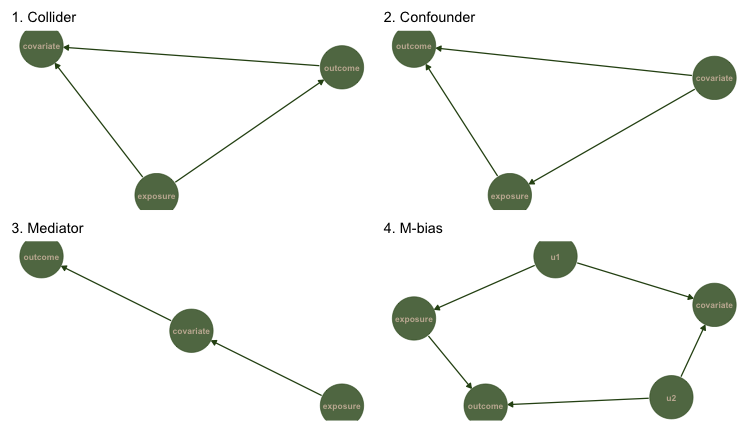 1. Collider
covariate
outcome
exposure
2. Confounder
outcome
covariate
exposure
3. Mediator
outcome
covariate
exposure
4. M-bias
u1
covariate
exposure
u2
outcome